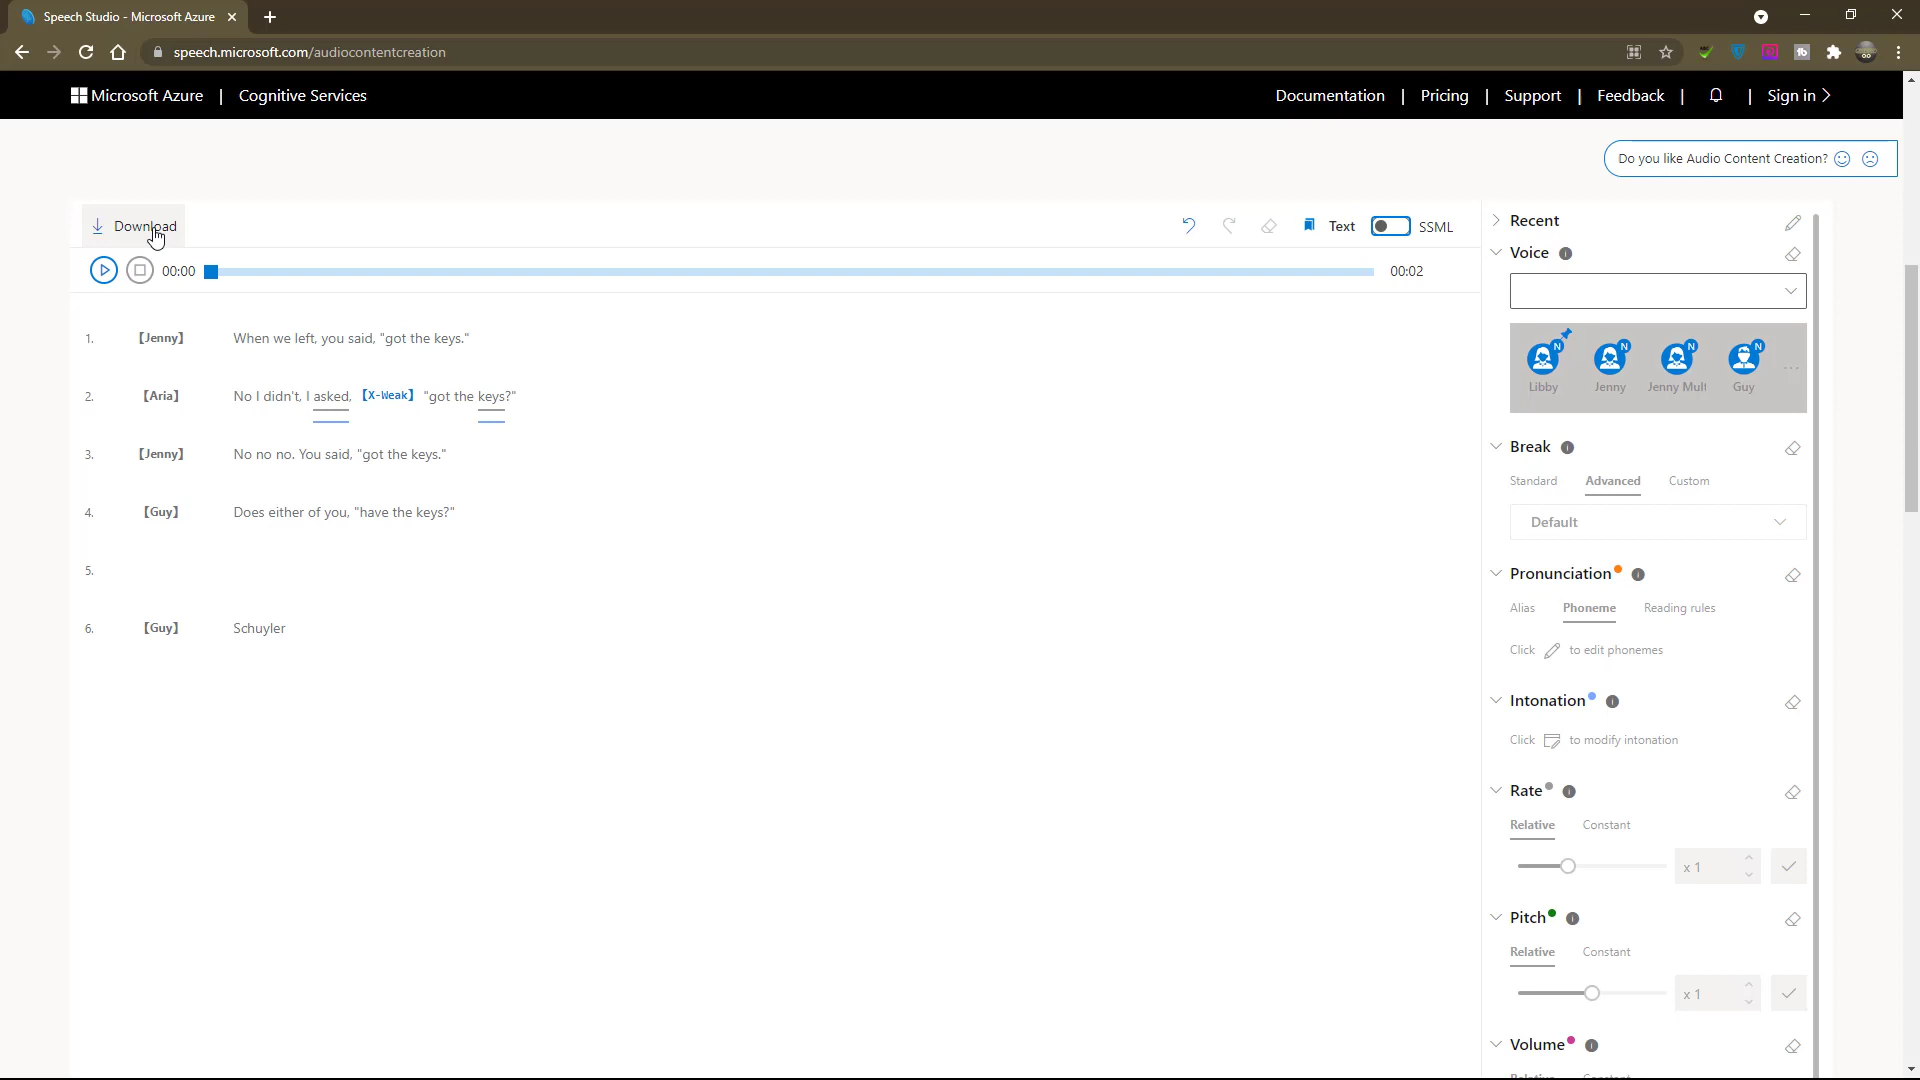 Speech Studio - Microsoft Azure
speech.microsoft.com/audiocontentcreation
Microsoft Azure | Cognitive Services
Documentation | Pricing | Support | Feedback | | Sign in
Do you like Audio Content Creation?
Download
Text SSML
00:00 00:02
1. 【Jenny】 When we left, you said, "got the keys."
2. 【Aria】 No I didn't, I asked, 【X-Weak】 "got the keys?"
3. 【Jenny】 No no no. You said, "got the keys."
4. 【Guy】 Does either of you, "have the keys?"
5.
6. 【Guy】 Schuyler
Recent
Voice
N N N N
Libby Jenny Jenny Mult Guy ...
Break
Standard Advanced Custom
Default
Pronunciation
Alias Phoneme Reading rules
Click to edit phonemes
Intonation
Click to modify intonation
Rate
Relative Constant
x 1
Pitch
Relative Constant
x 1
Volume
Relative Constant